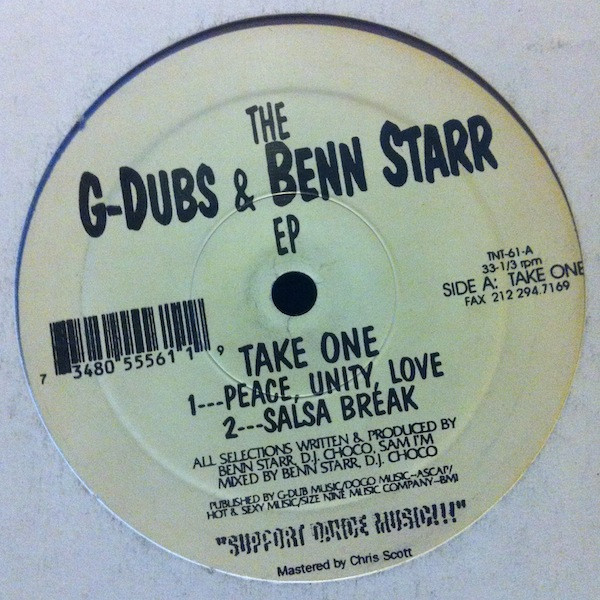 THE
G-DUBS & BENN STARR
EP
TNT-61-A
33-1/3 rpm
SIDE A: TAKE ONE
FAX 212 294.7169
7 3480 55561 1 9
TAKE ONE
1---PEACE, UNITY, LOVE
2---SALSA BREAK
ALL SELECTIONS WRITTEN & PRODUCED BY
BENN STARR, D.J. CHOCO, SAM I'M
MIXED BY BENN STARR, D.J. CHOCO
PUBLISHED BY G-DUB MUSIC/DOCO MUSIC--ASCAP/
HOT & SEXY MUSIC/SIZE NINE MUSIC COMPANY--BMI
"SUPPORT DANCE MUSIC!!!"
Mastered by Chris Scott